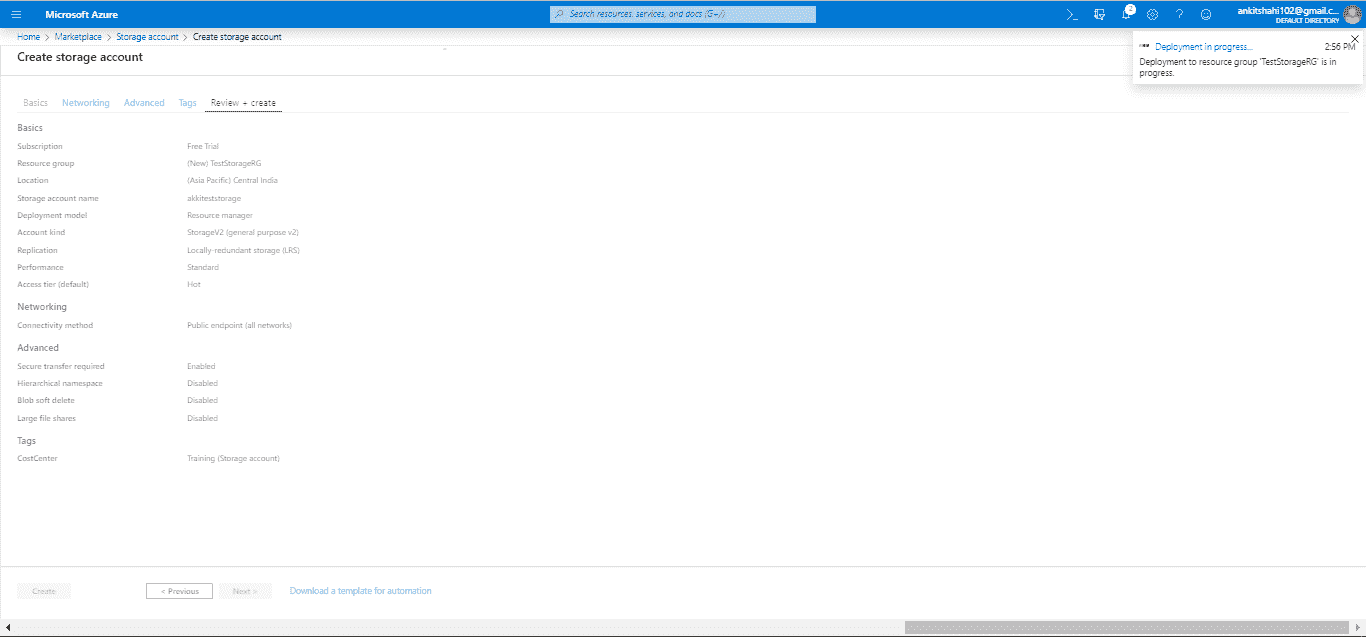 Microsoft Azure
Search resources, services, and docs (G+/)
2
ankitshahi102@gmail.c...
DEFAULT DIRECTORY
Home > Marketplace > Storage account > Create storage account
Create storage account
Deployment in progress...
2:56 PM
Deployment to resource group 'TestStorageRG' is in
progress.
Basics Networking Advanced Tags Review + create
Basics
Subscription Free Trial
Resource group (New) TestStorageRG
Location (Asia Pacific) Central India
Storage account name akkiteststorage
Deployment model Resource manager
Account kind StorageV2 (general purpose v2)
Replication Locally-redundant storage (LRS)
Performance Standard
Access tier (default) Hot
Networking
Connectivity method Public endpoint (all networks)
Advanced
Secure transfer required Enabled
Hierarchical namespace Disabled
Blob soft delete Disabled
Large file shares Disabled
Tags
CostCenter Training (Storage account)
Create < Previous Next > Download a template for automation